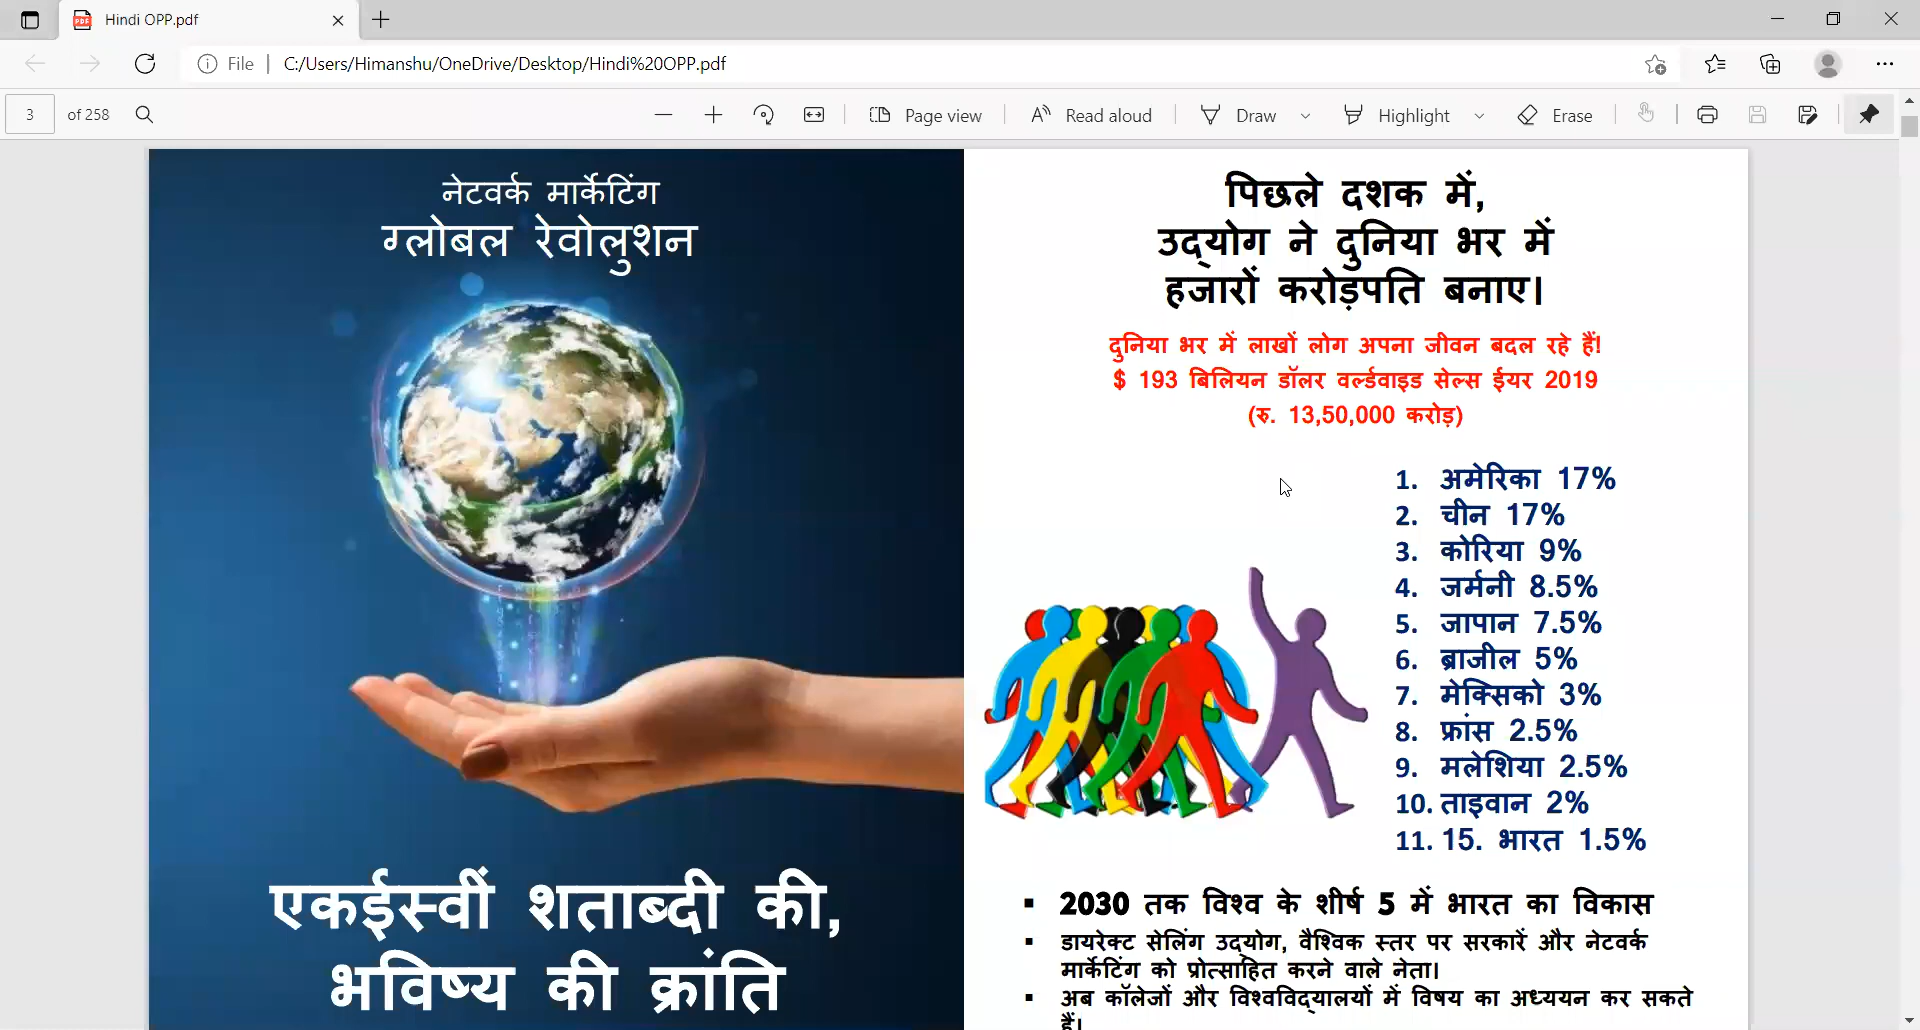 Hindi OPP.pdf
File
C:/Users/Himanshu/OneDrive/Desktop/Hindi%20OPP.pdf
3 of 258
Page view
Read aloud
Draw
Highlight
Erase
नेटवर्क मार्केटिंग
ग्लोबल रेवोलुशन
एकईस्वीं शताब्दी की,
भविष्य की क्रांति
पिछले दशक में,
उद्योग ने दुनिया भर में
हजारों करोड़पति बनाए।
दुनिया भर में लाखों लोग अपना जीवन बदल रहे हैं!
$ 193 बिलियन डॉलर वर्ल्डवाइड सेल्स ईयर 2019
(रु. 13,50,000 करोड़)
1. अमेरिका 17%
2. चीन 17%
3. कोरिया 9%
4. जर्मनी 8.5%
5. जापान 7.5%
6. ब्राजील 5%
7. मेक्सिको 3%
8. फ्रांस 2.5%
9. मलेशिया 2.5%
10. ताइवान 2%
11. 15. भारत 1.5%
▪ 2030 तक विश्व के शीर्ष 5 में भारत का विकास
▪ डायरेक्ट सेलिंग उद्योग, वैश्विक स्तर पर सरकारें और नेटवर्क
मार्केटिंग को प्रोत्साहित करने वाले नेता।
▪ अब कॉलेजों और विश्वविद्यालयों में विषय का अध्ययन कर सकते
हैं।